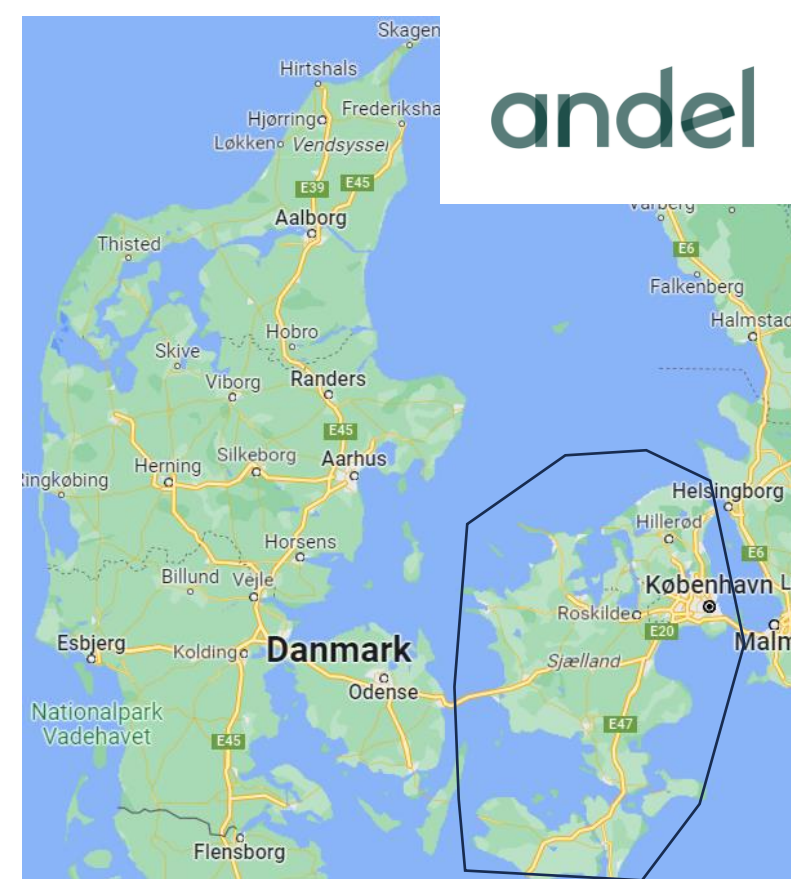 Skagen
andel
Hirtshals
Hjørring
Frederiksha
Løkken
Vendsyssel
E39
E45
Aalborg
Varberg
Thisted
E6
Falkenberg
Halmstad
Hobro
Skive
Viborg
Randers
E45
Silkeborg
Aarhus
Herning
Ringkøbing
Helsingborg
Hillerød
Horsens
E6
Billund
Vejle
København
L
Roskilde
E20
Esbjerg
Kolding
Danmark
Malm
Sjælland
Odense
Nationalpark
Vadehavet
E47
E45
Flensborg